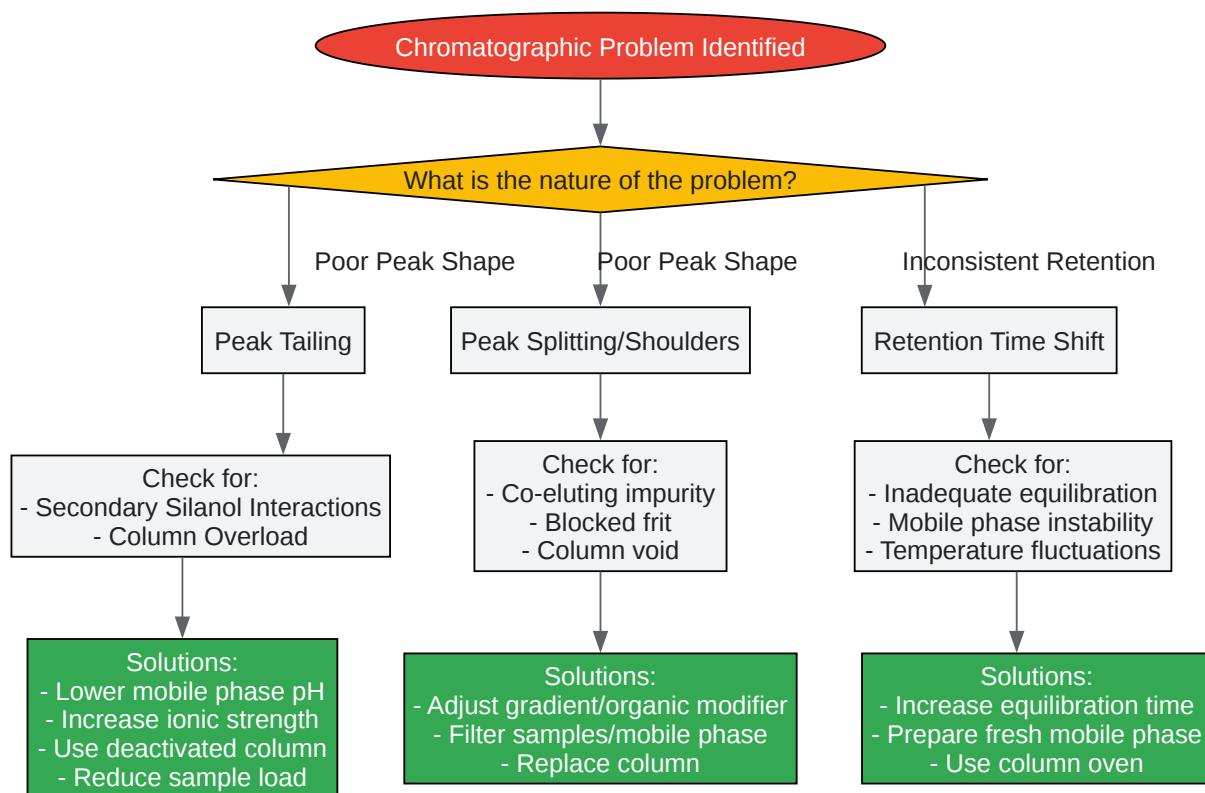 Chromatographic Problem Identified
What is the nature of the problem?
Poor Peak Shape
Poor Peak Shape
Inconsistent Retention
Peak Tailing
Peak Splitting/Shoulders
Retention Time Shift
Check for:
- Secondary Silanol Interactions
- Column Overload
Check for:
- Co-eluting impurity
- Blocked frit
- Column void
Check for:
- Inadequate equilibration
- Mobile phase instability
- Temperature fluctuations
Solutions:
- Lower mobile phase pH
- Increase ionic strength
- Use deactivated column
- Reduce sample load
Solutions:
- Adjust gradient/organic modifier
- Filter samples/mobile phase
- Replace column
Solutions:
- Increase equilibration time
- Prepare fresh mobile phase
- Use column oven